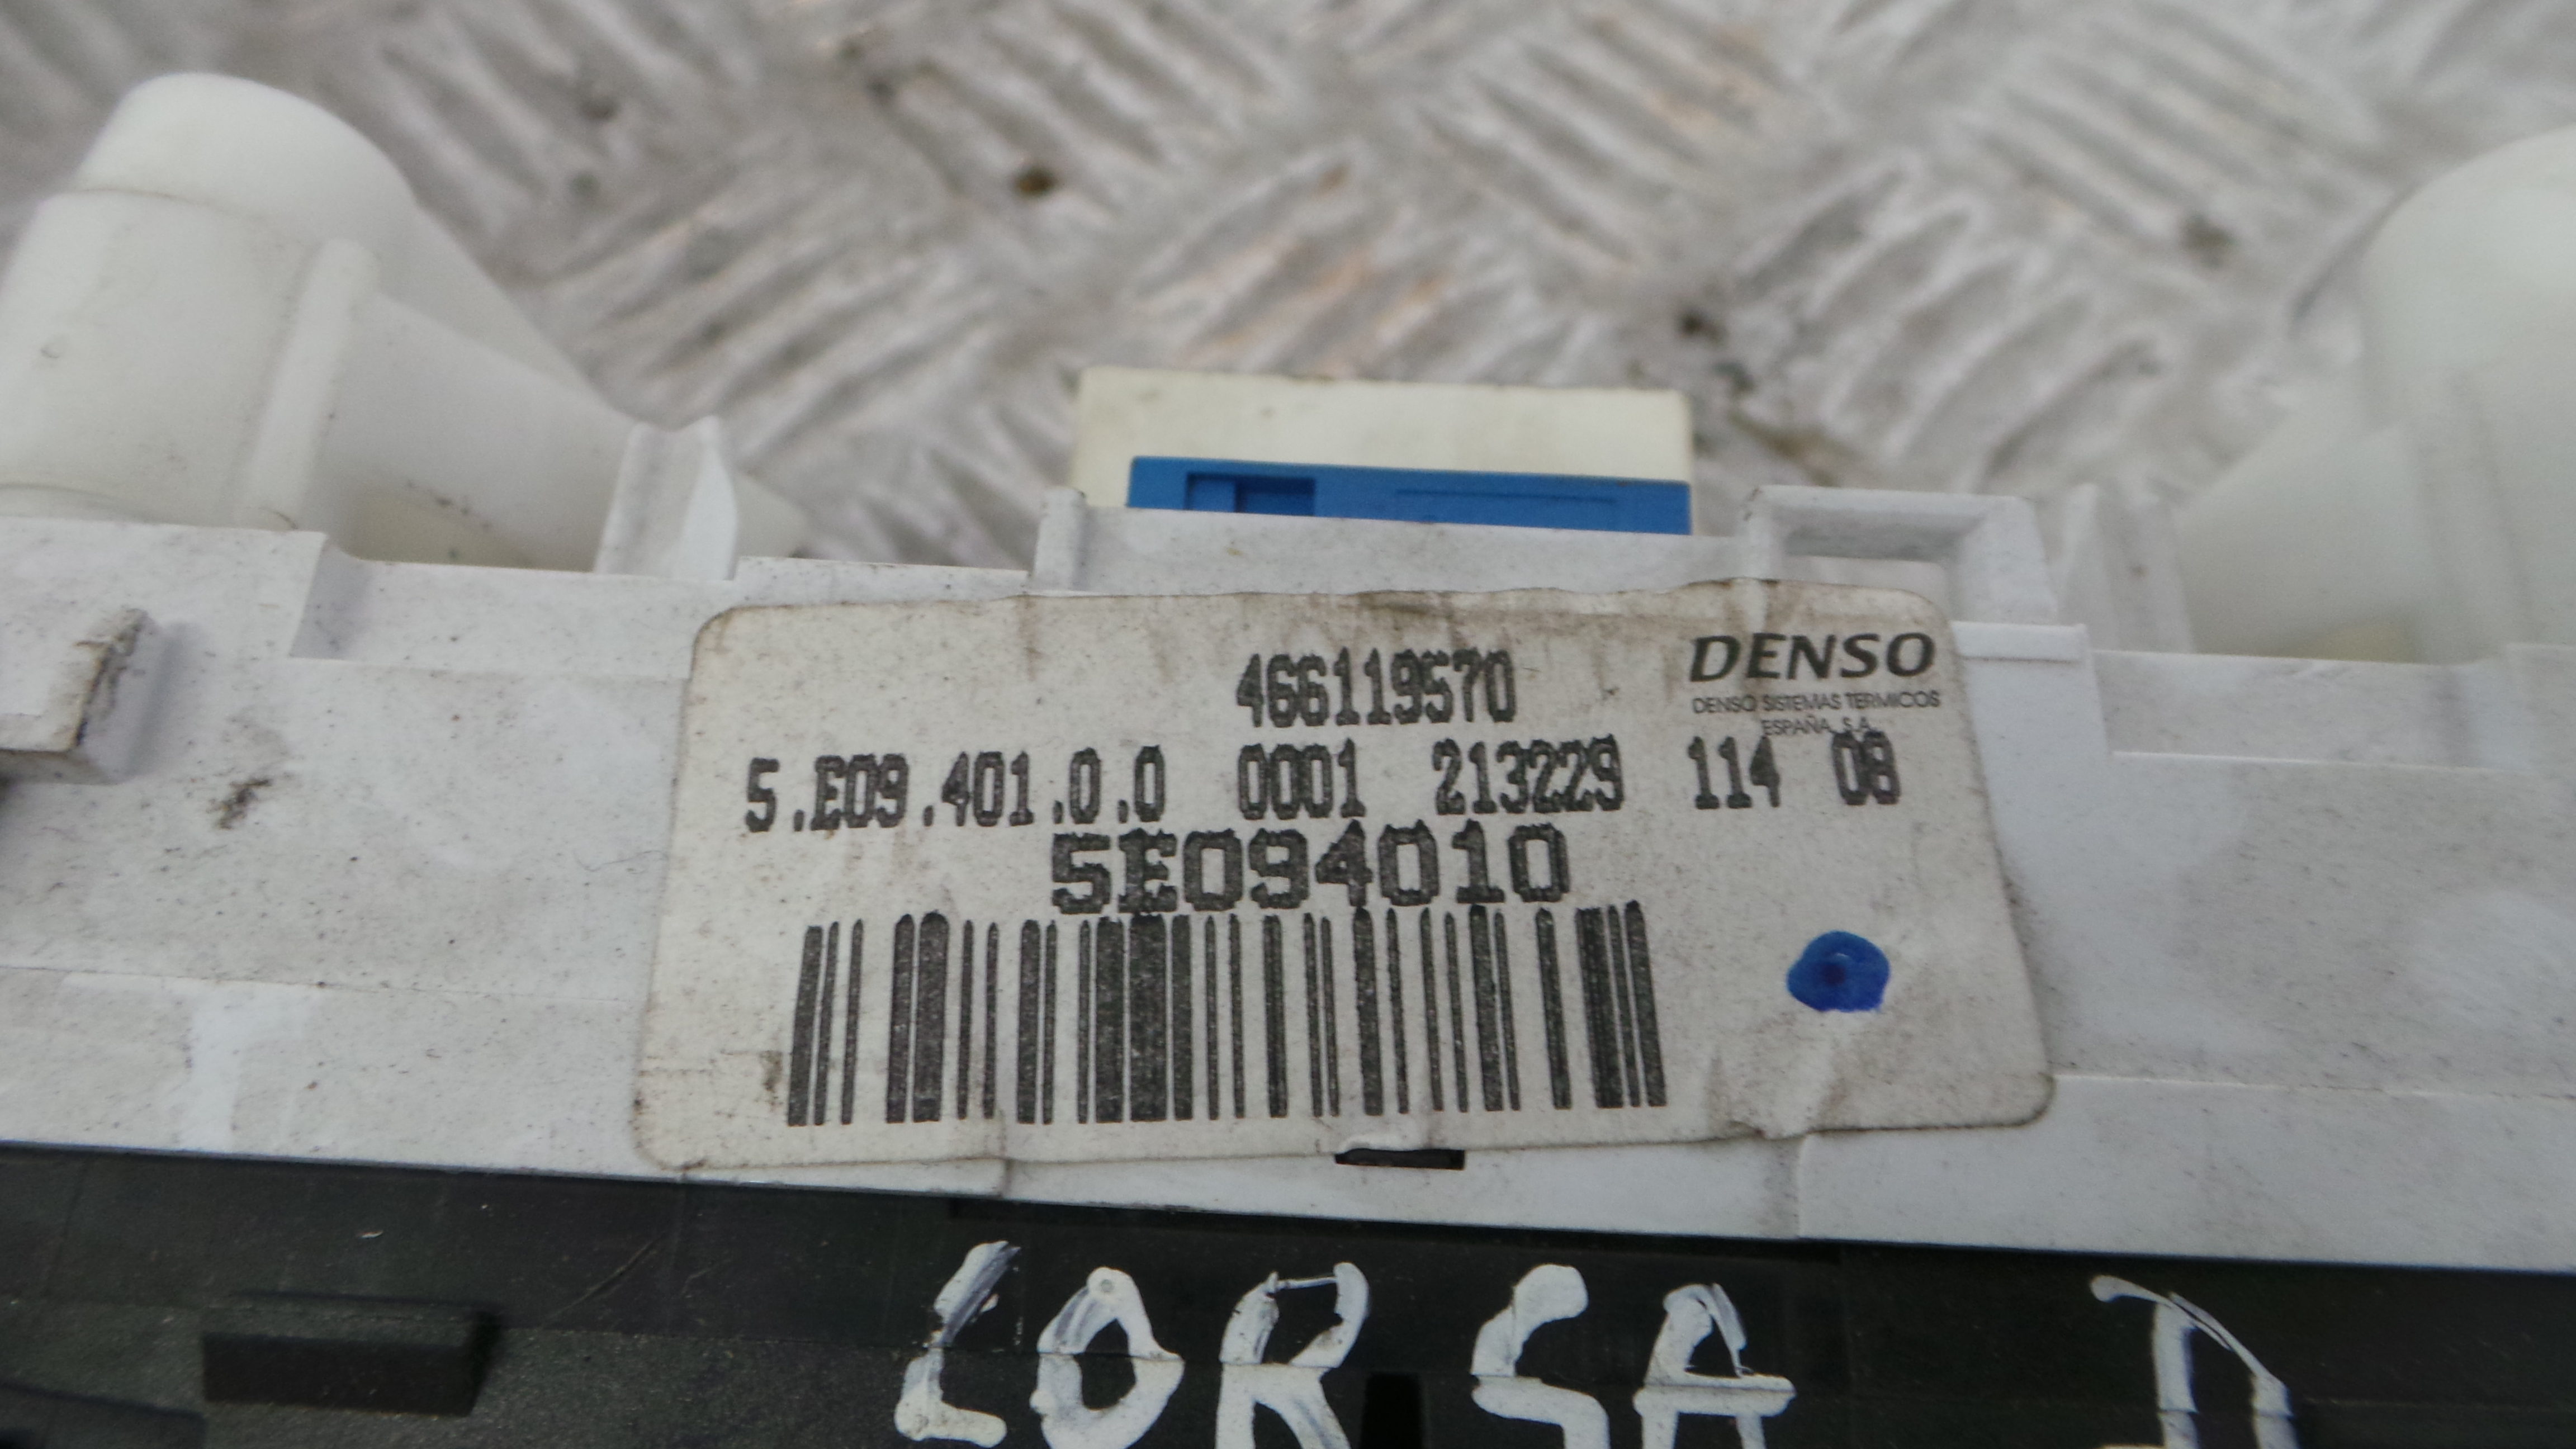 466119570
DENSO
DENSO SISTEMAS TERMICOS
ESPAÑA, S.A.
5.E09.401.0.0 0001 213229 114 08
5E094010
CORSA D